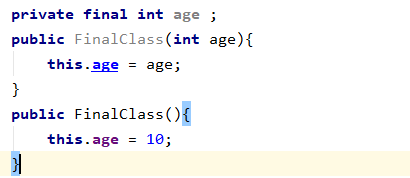 private final int age ;
public FinalClass(int age){
    this.age = age;
}
public FinalClass(){
    this.age = 10;
}